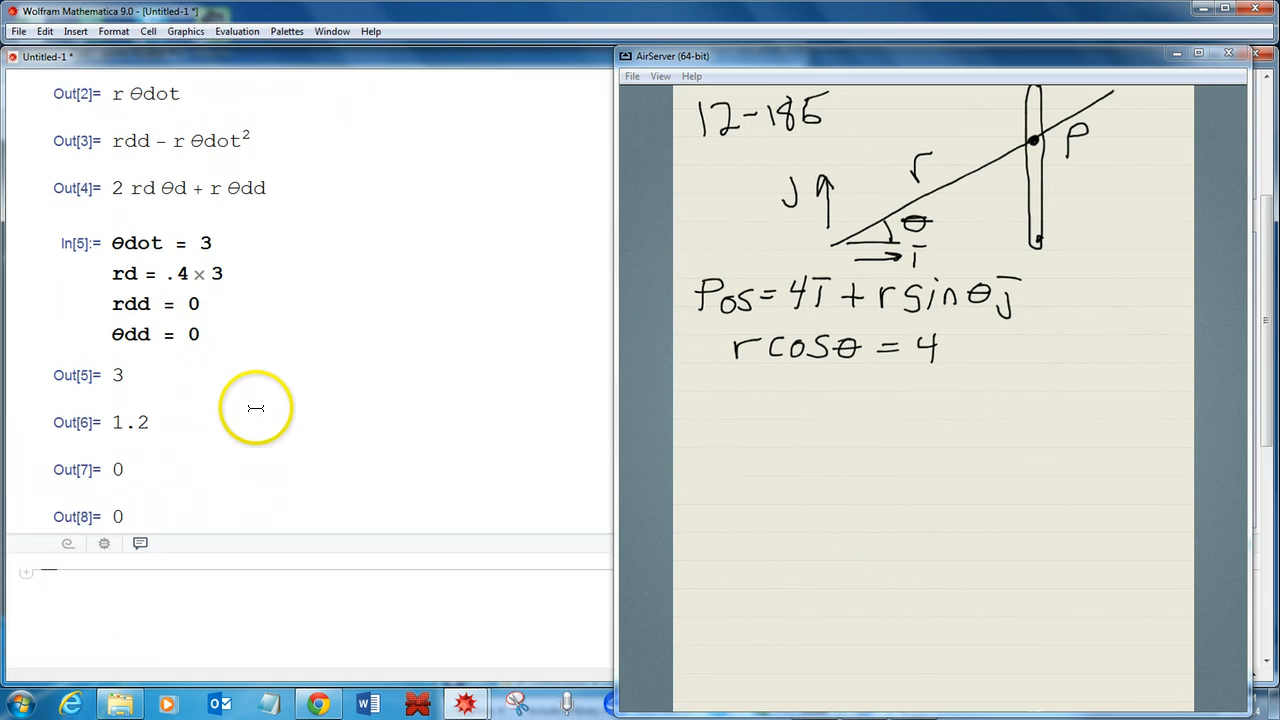 Wolfram Mathematica 9.0 - [Untitled-1 *]
File Edit Insert Format Cell Graphics Evaluation Palettes Window Help
Untitled-1 *
Out[2]= r θdot
Out[3]= rdd - r θdot²
Out[4]= 2 rd θd + r θdd
In[5]:= θdot = 3
rd = .4 × 3
rdd = 0
θdd = 0
Out[5]= 3
Out[6]= 1.2
Out[7]= 0
Out[8]= 0
AirServer (64-bit)
File View Help
12-185
P
r
J
θ
i
Pos = 4i + r sin θ j
r cos θ = 4